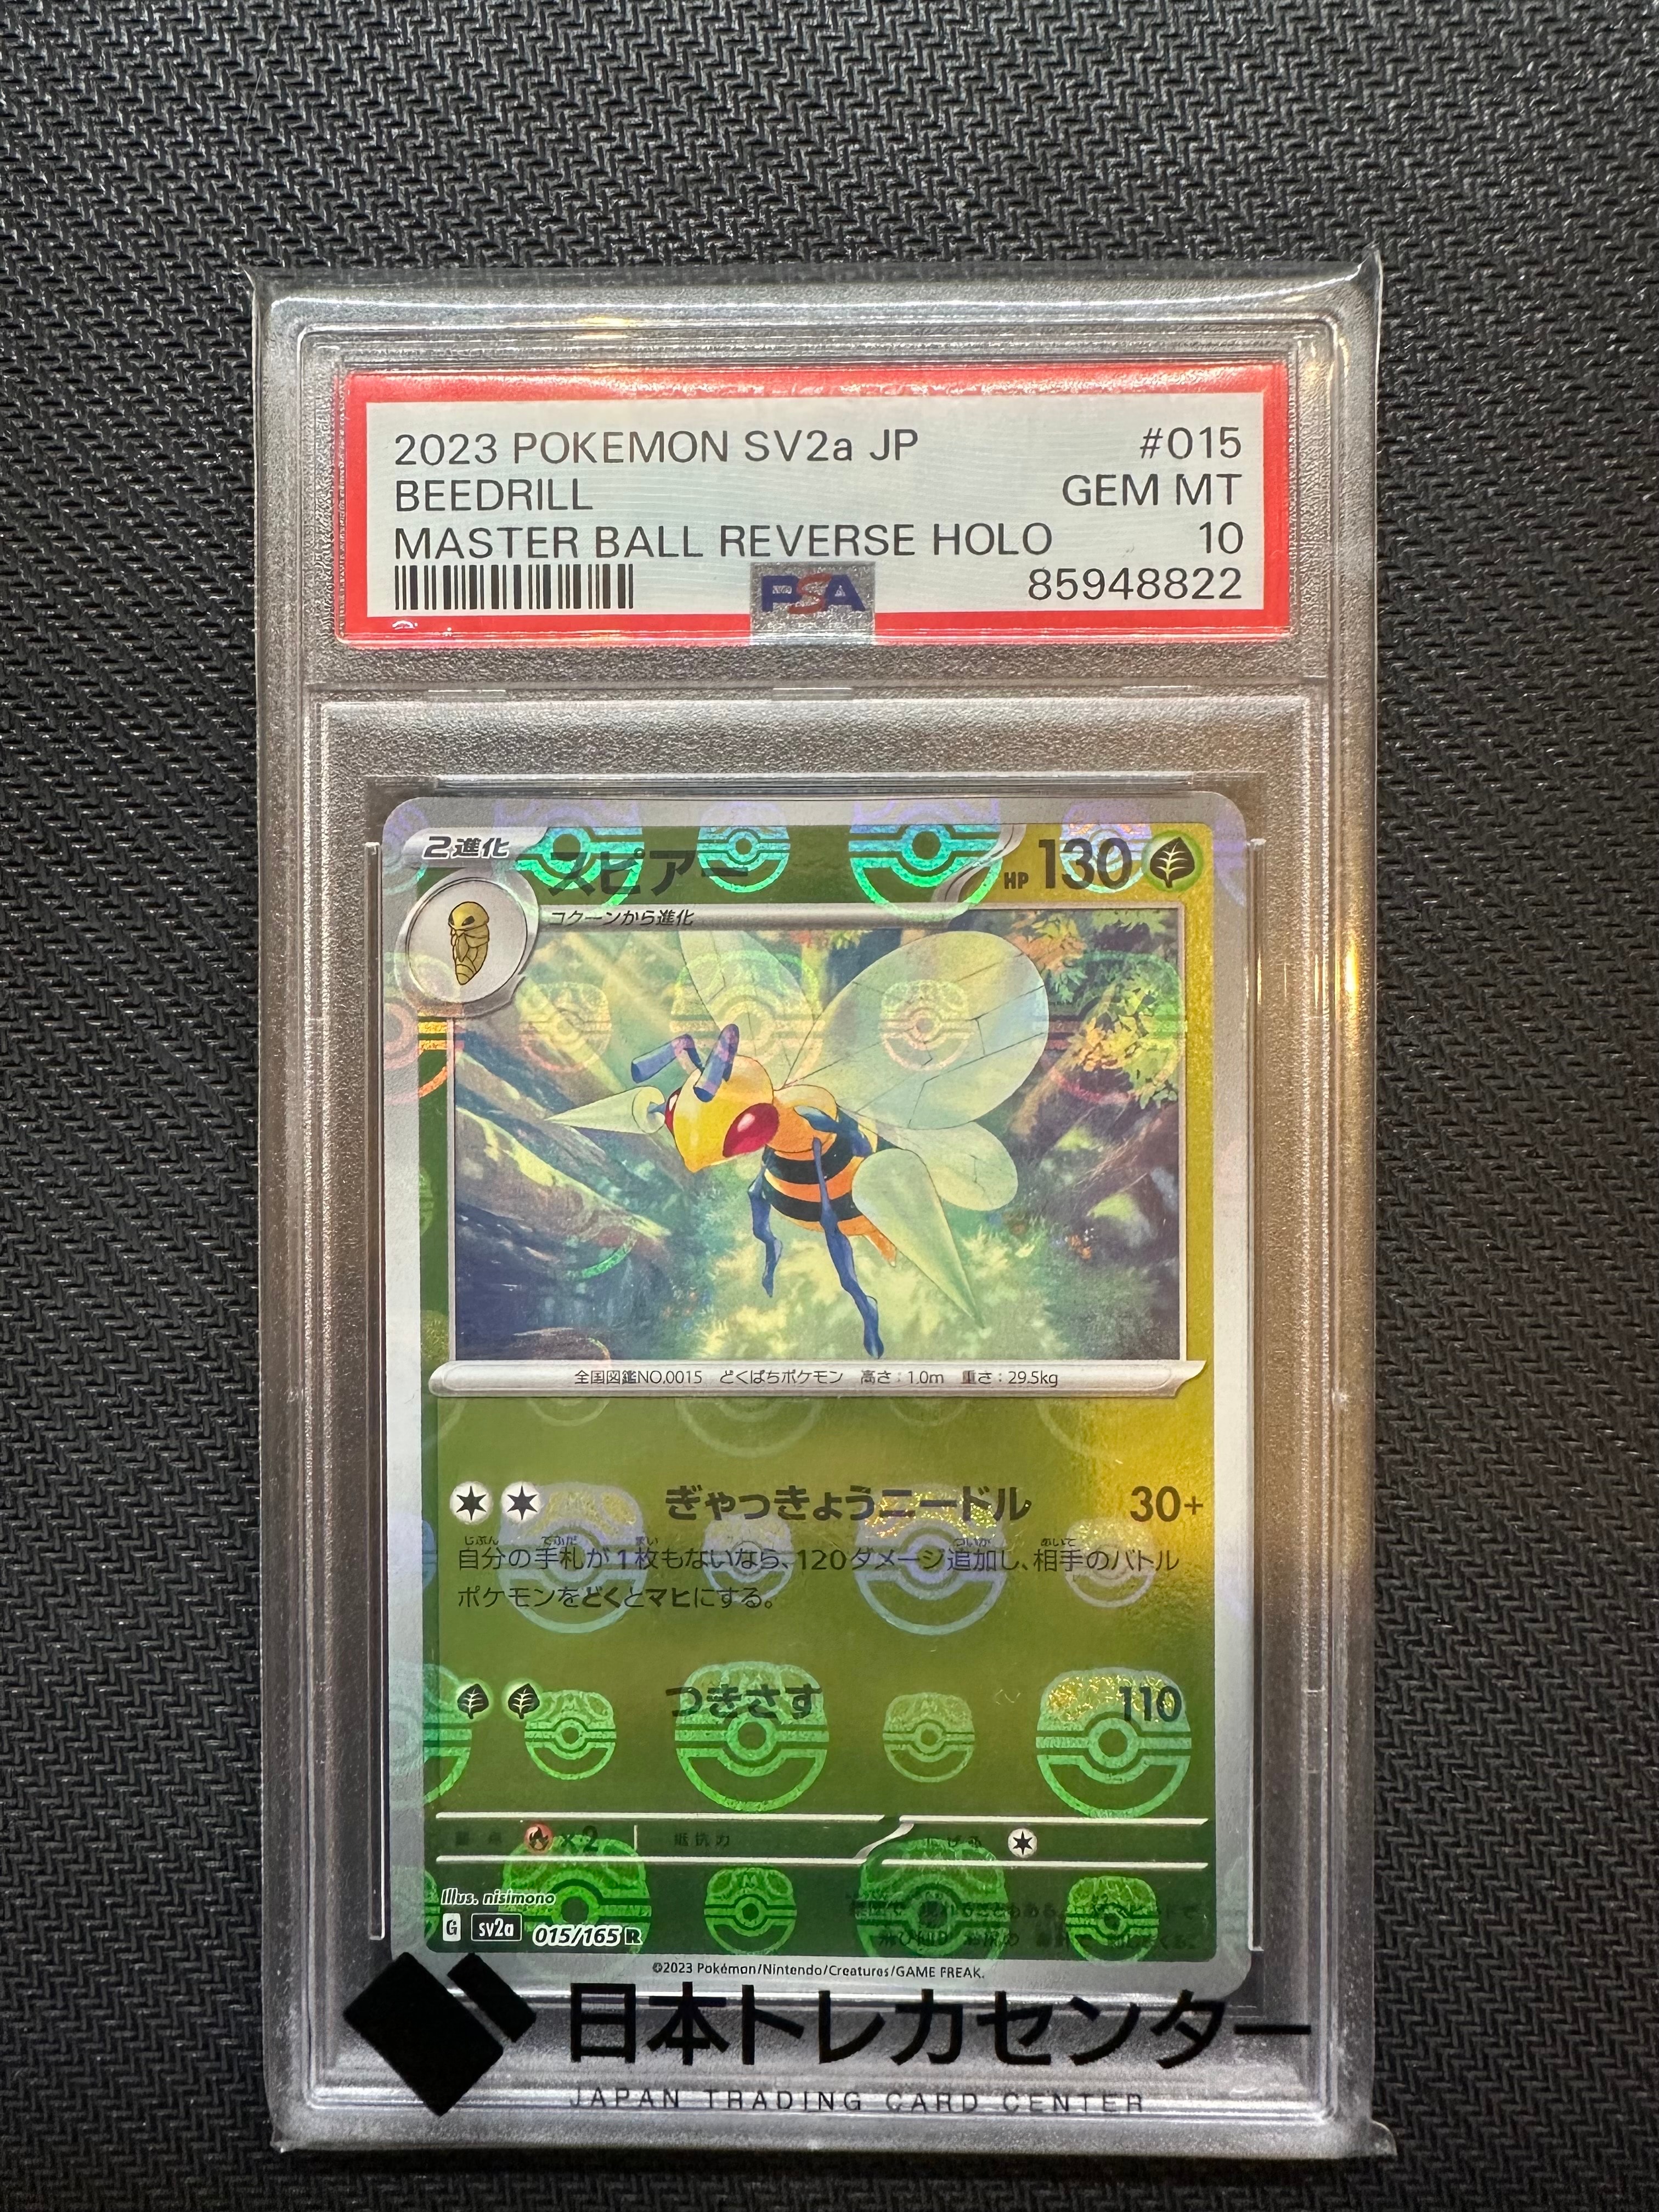 2023 POKEMON SV2a JP #015
BEEDRILL GEM MT
MASTER BALL REVERSE HOLO 10
PSA 85948822
2進化 スピアー HP 130
コクーンから進化
全国図鑑NO.0015 どくばちポケモン 高さ:1.0m 重さ:29.5kg
ぎゃっきょうニードル 30+
自分の手札が1枚もないなら、120ダメージ追加し、相手のバトル
ポケモンをどくとマヒにする。
つきさす 110
×2 抵抗力 にげる
Illus. nisimono
G sv2a 015/165 R
©2023 Pokémon/Nintendo/Creatures/GAME FREAK.
日本トレカセンター
JAPAN TRADING CARD CENTER